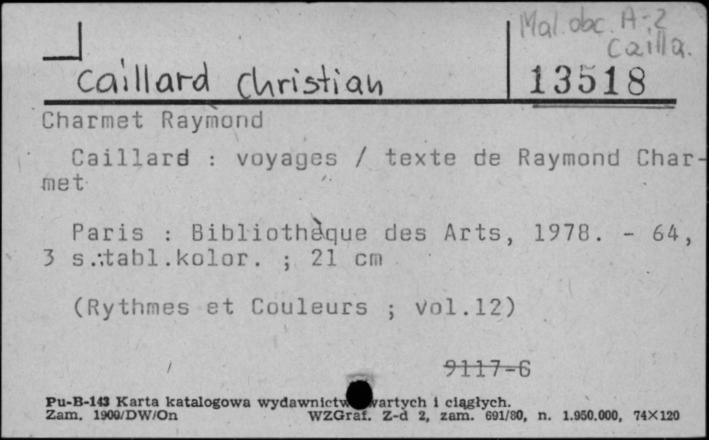 Mal. obc. A-2
Cailla.
Caillard Christian
13518
Charmet Raymond
Caillard : voyages / texte de Raymond Char-
met
Paris : Bibliothèque des Arts, 1978. - 64,
3 s.:tabl.kolor. ; 21 cm
(Rythmes et Couleurs ; vol.12)
9117-6
Pu-B-143 Karta katalogowa wydawnictw wartych i ciągłych.
Zam. 1900/DW/On WZGraf. Z-d 2, zam. 691/80, n. 1.950.000, 74×120